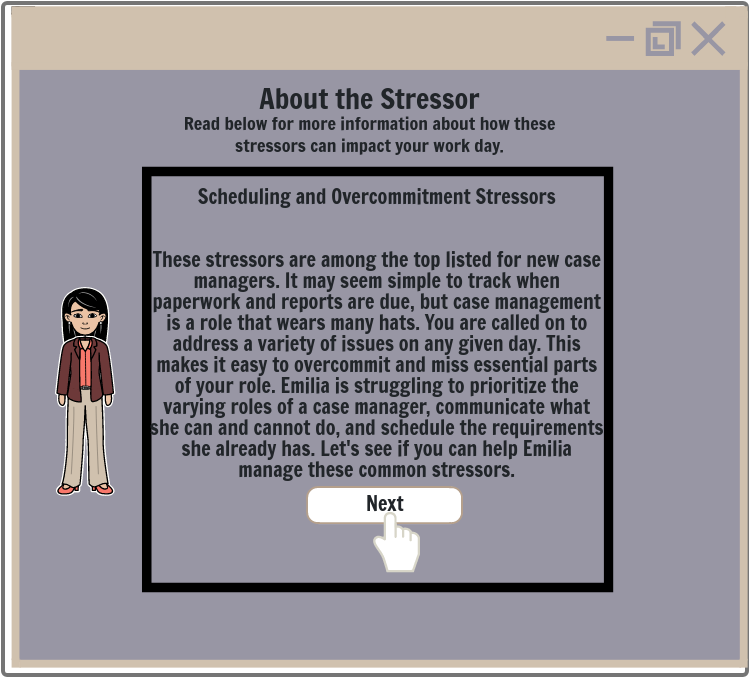 About the Stressor
Read below for more information about how these
stressors can impact your work day.
Scheduling and Overcommitment Stressors
These stressors are among the top listed for new case
managers. It may seem simple to track when
paperwork and reports are due, but case management
is a role that wears many hats. You are called on to
address a variety of issues on any given day. This
makes it easy to overcommit and miss essential parts
of your role. Emilia is struggling to prioritize the
varying roles of a case manager, communicate what
she can and cannot do, and schedule the requirements
she already has. Let's see if you can help Emilia
manage these common stressors.
Next